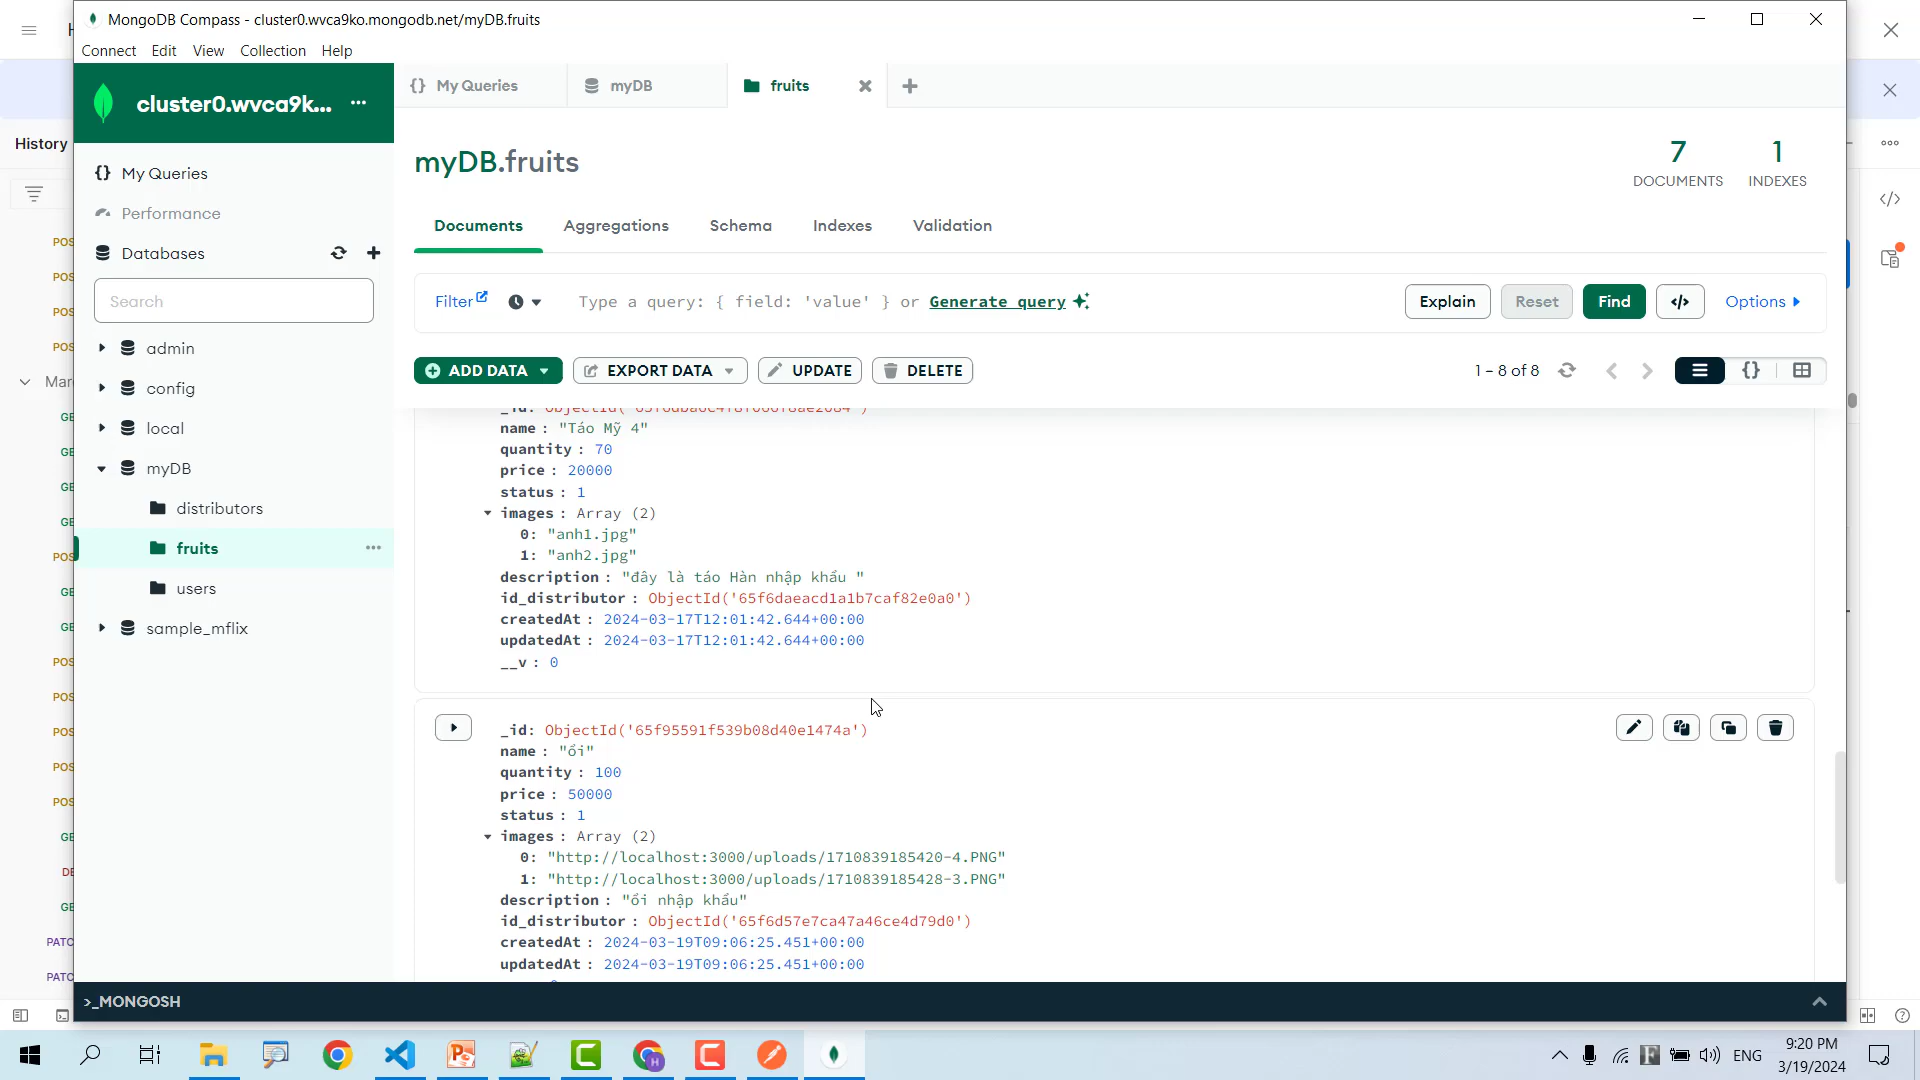 MongoDB Compass - cluster0.wvca9ko.mongodb.net/myDB.fruits
Connect Edit View Collection Help
cluster0.wvca9k... ...
{} My Queries
myDB
fruits
History
My Queries
Performance
Databases
Search
admin
config
local
myDB
distributors
fruits
users
sample_mflix
myDB.fruits
7
DOCUMENTS
1
INDEXES
Documents Aggregations Schema Indexes Validation
Filter
Type a query: { field: 'value' } or Generate query
Explain Reset Find </> Options
ADD DATA EXPORT DATA UPDATE DELETE
1 – 8 of 8
name : "Táo Mỹ 4"
quantity : 70
price : 20000
status : 1
images : Array (2)
0: "anh1.jpg"
1: "anh2.jpg"
description : "đây là táo Hàn nhập khẩu "
id_distributor : ObjectId('65f6daeacd1a1b7caf82e0a0')
createdAt : 2024-03-17T12:01:42.644+00:00
updatedAt : 2024-03-17T12:01:42.644+00:00
__v : 0
_id: ObjectId('65f95591f539b08d40e1474a')
name : "ổi"
quantity : 100
price : 50000
status : 1
images : Array (2)
0: "http://localhost:3000/uploads/1710839185420-4.PNG"
1: "http://localhost:3000/uploads/1710839185428-3.PNG"
description : "ổi nhập khẩu"
id_distributor : ObjectId('65f6d57e7ca47a46ce4d79d0')
createdAt : 2024-03-19T09:06:25.451+00:00
updatedAt : 2024-03-19T09:06:25.451+00:00
>_MONGOSH
ENG
9:20 PM
3/19/2024